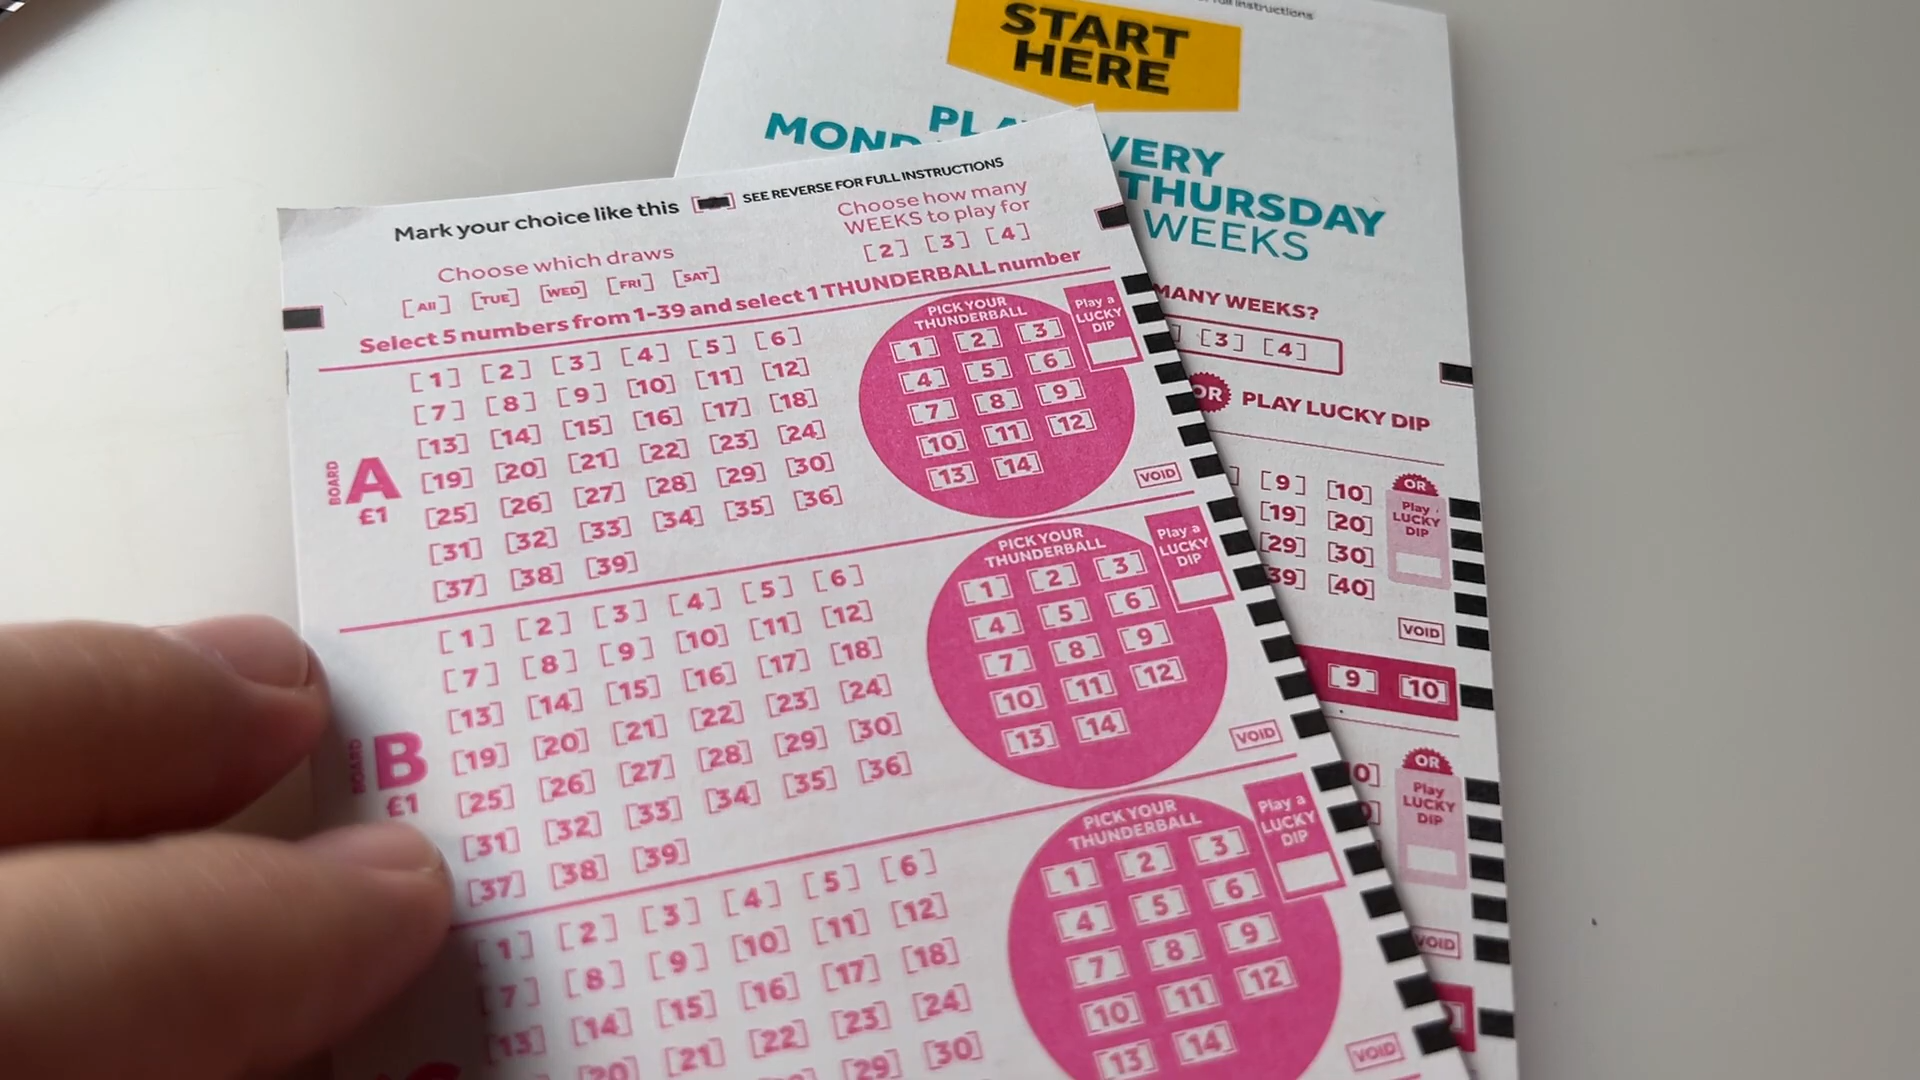 Full Instructions
START
HERE
VERY
THURSDAY
WEEKS
MANY WEEKS?
[3] [4]
OR PLAY LUCKY DIP
[9] [10]
[19] [20]
[29] [30]
39] [40]
OR
Play
LUCKY
DIP
VOID
[9] [10]
OR
Play
LUCKY
DIP
VOID
Mark your choice like this SEE REVERSE FOR FULL INSTRUCTIONS
Choose which draws
[All] [TUE] [WED] [FRI] [SAT]
Choose how many
WEEKS to play for
[2] [3] [4]
Select 5 numbers from 1-39 and select 1 THUNDERBALL number
BOARD
A
£1
[1] [2] [3] [4] [5] [6]
[7] [8] [9] [10] [11] [12]
[13] [14] [15] [16] [17] [18]
[19] [20] [21] [22] [23] [24]
[25] [26] [27] [28] [29] [30]
[31] [32] [33] [34] [35] [36]
[37] [38] [39]
PICK YOUR
THUNDERBALL
[1] [2] [3]
[4] [5] [6]
[7] [8] [9]
[10] [11] [12]
[13] [14]
Play a
LUCKY
DIP
VOID
BOARD
B
£1
[1] [2] [3] [4] [5] [6]
[7] [8] [9] [10] [11] [12]
[13] [14] [15] [16] [17] [18]
[19] [20] [21] [22] [23] [24]
[25] [26] [27] [28] [29] [30]
[31] [32] [33] [34] [35] [36]
[37] [38] [39]
PICK YOUR
THUNDERBALL
[1] [2] [3]
[4] [5] [6]
[7] [8] [9]
[10] [11] [12]
[13] [14]
Play a
LUCKY
DIP
VOID
[1] [2] [3] [4] [5] [6]
[7] [8] [9] [10] [11] [12]
[13] [14] [15] [16] [17] [18]
[20] [21] [22] [23] [24]
[29] [30]
PICK YOUR
THUNDERBALL
[1] [2] [3]
[4] [5] [6]
[7] [8] [9]
[10] [11] [12]
[13] [14]
Play a
LUCKY
DIP
VOID